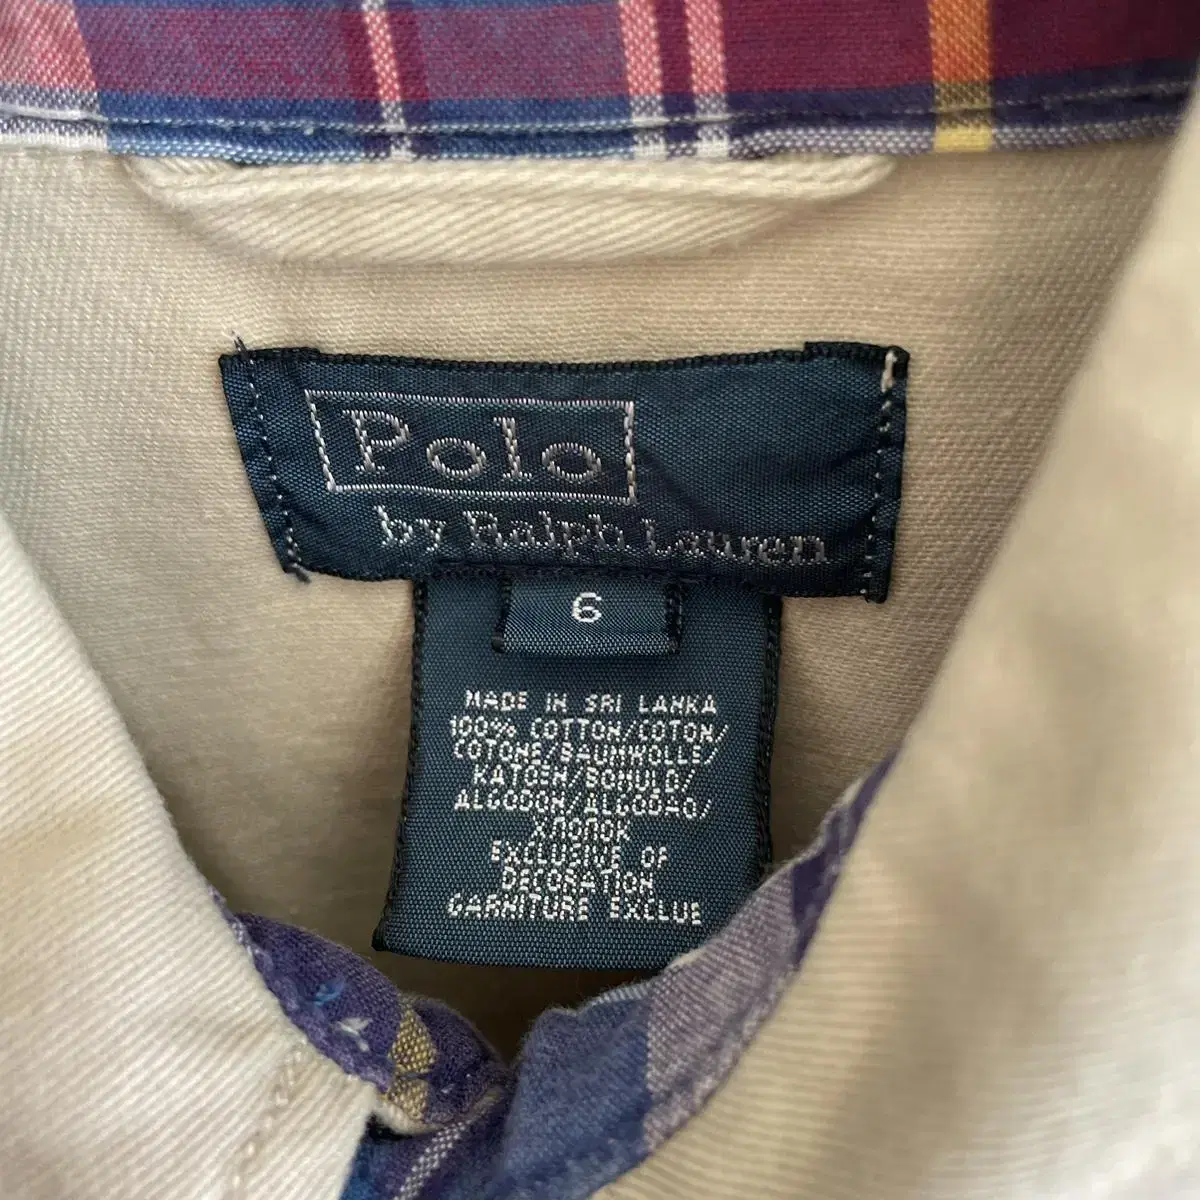 Polo
by Ralph Lauren
6
MADE IN SRI LANKA
100% COTTON/COTON/
COTONE/BAUMWOLLE/
KATOEN/BOMULD/
ALGODON/ALGODAO/
ХЛОПОК
EXCLUSIVE OF
DECORATION
GARNITURE EXCLUE